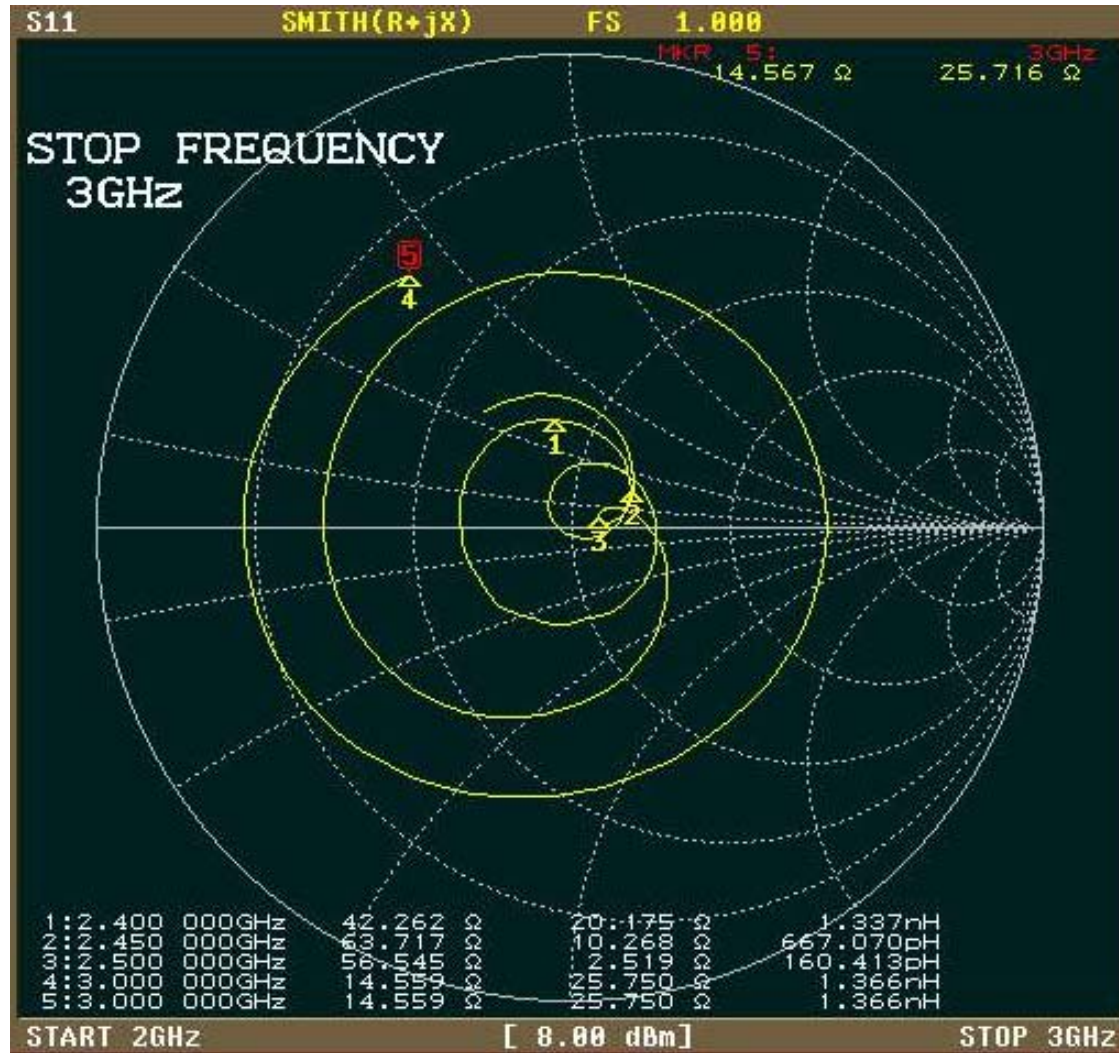 S11 SMITH(R+jX) FS 1.000
MKR 5: 3GHz
14.567 Ω 25.716 Ω
STOP FREQUENCY
3GHz
5
4
1
2
3
1:2.400 000GHz 42.262 Ω 20.175 Ω 1.337nH
2:2.450 000GHz 63.717 Ω 10.268 Ω 667.070pH
3:2.500 000GHz 56.545 Ω 2.519 Ω 160.413pH
4:3.000 000GHz 14.559 Ω 25.750 Ω 1.366nH
5:3.000 000GHz 14.559 Ω 25.750 Ω 1.366nH
START 2GHz [ 8.00 dBm] STOP 3GHz